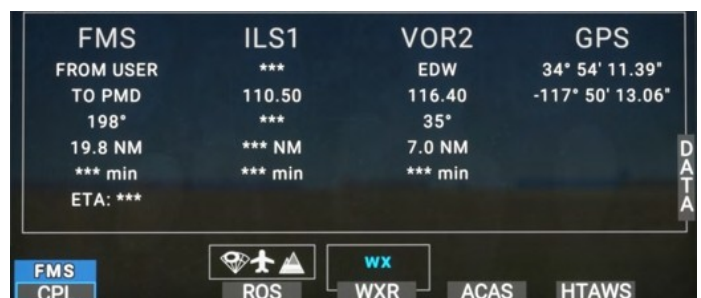 FMS ILS1 VOR2 GPS
FROM USER *** EDW 34° 54' 11.39"
TO PMD 110.50 116.40 -117° 50' 13.06"
198° *** 35°
19.8 NM *** NM 7.0 NM
*** min *** min *** min
ETA: ***
DATA
WX
FMS
CPL ROS WXR ACAS HTAWS